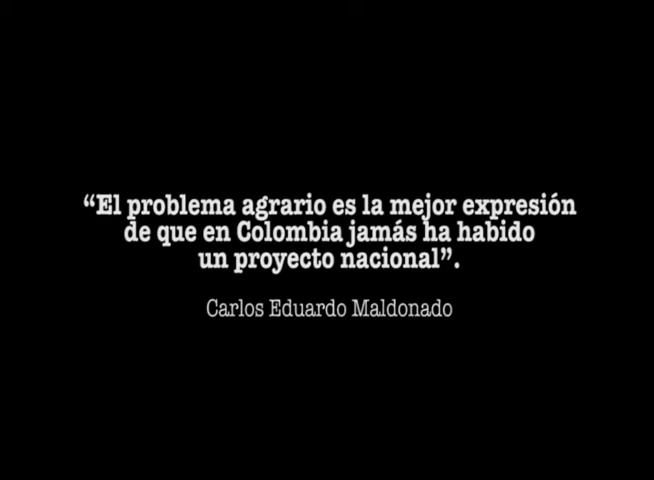 “El problema agrario es la mejor expresión
de que en Colombia jamás ha habido
un proyecto nacional”.
Carlos Eduardo Maldonado